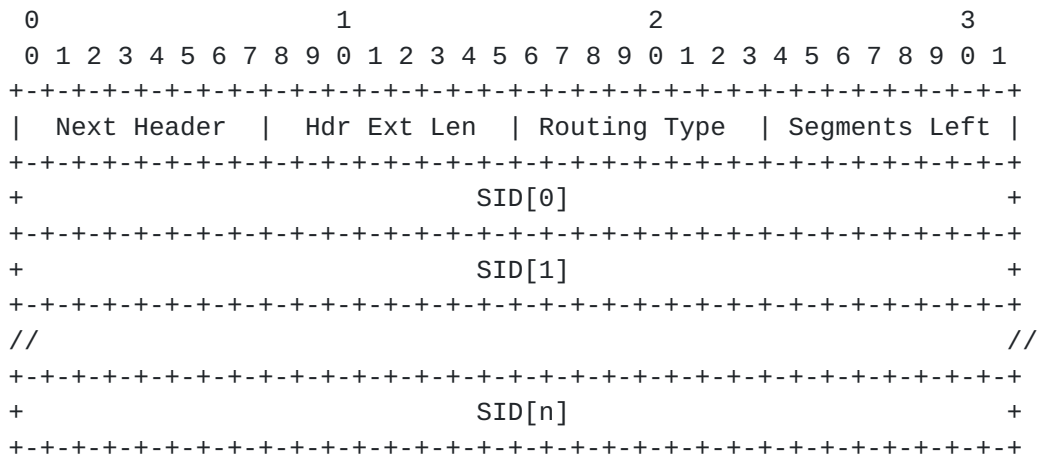 0                   1                   2                   3
 0 1 2 3 4 5 6 7 8 9 0 1 2 3 4 5 6 7 8 9 0 1 2 3 4 5 6 7 8 9 0 1
+-+-+-+-+-+-+-+-+-+-+-+-+-+-+-+-+-+-+-+-+-+-+-+-+-+-+-+-+-+-+-+-+
|  Next Header  |  Hdr Ext Len  | Routing Type  | Segments Left |
+-+-+-+-+-+-+-+-+-+-+-+-+-+-+-+-+-+-+-+-+-+-+-+-+-+-+-+-+-+-+-+-+
+                             SID[0]                            +
+-+-+-+-+-+-+-+-+-+-+-+-+-+-+-+-+-+-+-+-+-+-+-+-+-+-+-+-+-+-+-+-+
+                             SID[1]                            +
+-+-+-+-+-+-+-+-+-+-+-+-+-+-+-+-+-+-+-+-+-+-+-+-+-+-+-+-+-+-+-+-+
//                                                              //
+-+-+-+-+-+-+-+-+-+-+-+-+-+-+-+-+-+-+-+-+-+-+-+-+-+-+-+-+-+-+-+-+
+                             SID[n]                            +
+-+-+-+-+-+-+-+-+-+-+-+-+-+-+-+-+-+-+-+-+-+-+-+-+-+-+-+-+-+-+-+-+